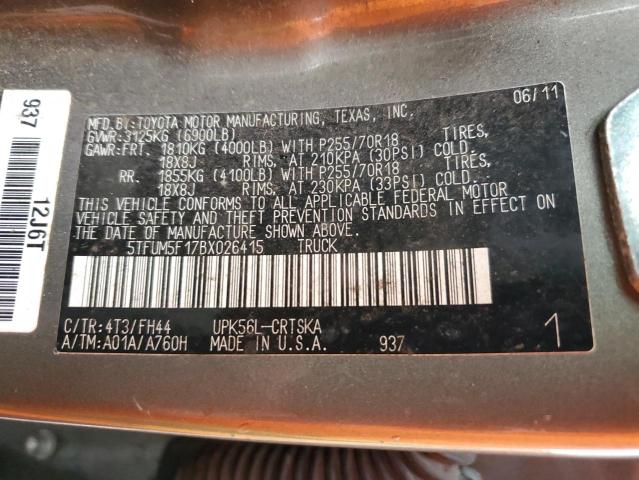 937 12J6T
MFD. BY: TOYOTA MOTOR MANUFACTURING, TEXAS, INC. 06/11
GVWR: 3125KG (6900LB)
GAWR: FRT. 1810KG (4000LB) WITH P255/70R18 TIRES,
18X8J RIMS, AT 210KPA (30PSI) COLD.
RR. 1855KG (4100LB) WITH P255/70R18 TIRES,
18X8J RIMS, AT 230KPA (33PSI) COLD.
THIS VEHICLE CONFORMS TO ALL APPLICABLE FEDERAL MOTOR
VEHICLE SAFETY AND THEFT PREVENTION STANDARDS IN EFFECT ON
THE DATE OF MANUFACTURE SHOWN ABOVE.
5TFUM5F17BX026415 TRUCK
C/TR: 4T3/FH44 UPK56L-CRTSKA
A/TM: A01A/A760H MADE IN U.S.A. 937 1